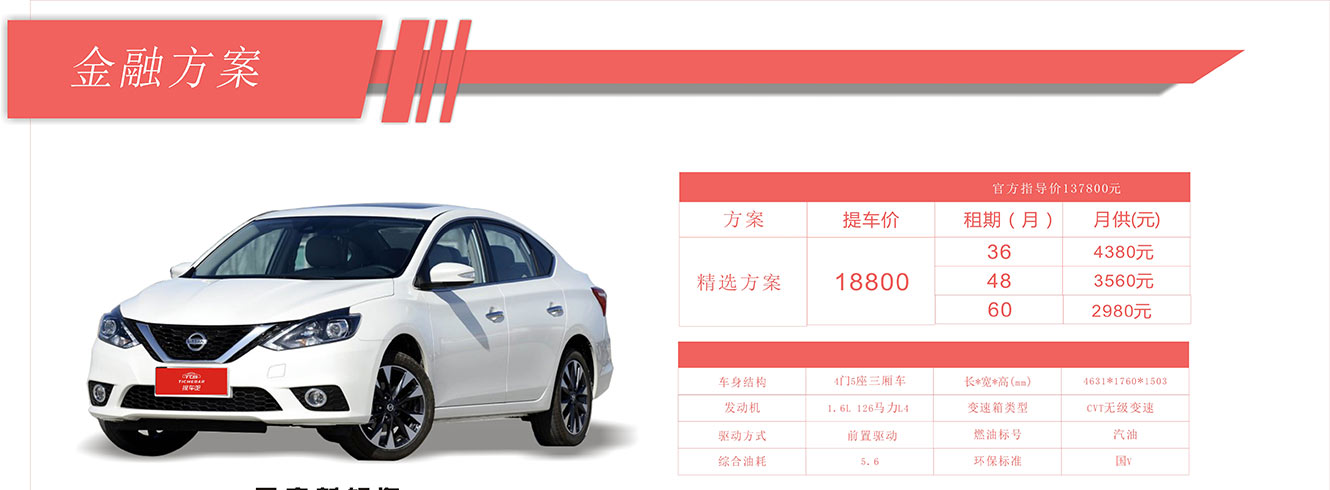 金融方案
官方指导价137800元
方案 提车价 租期（月） 月供(元)
精选方案 18800
36 4380元
48 3560元
60 2980元
TCB
TICHEBAR
提车吧
车身结构 4门5座三厢车 长*宽*高(mm) 4631*1760*1503
发动机 1.6L 126马力L4 变速箱类型 CVT无级变速
驱动方式 前置驱动 燃油标号 汽油
综合油耗 5.6 环保标准 国V